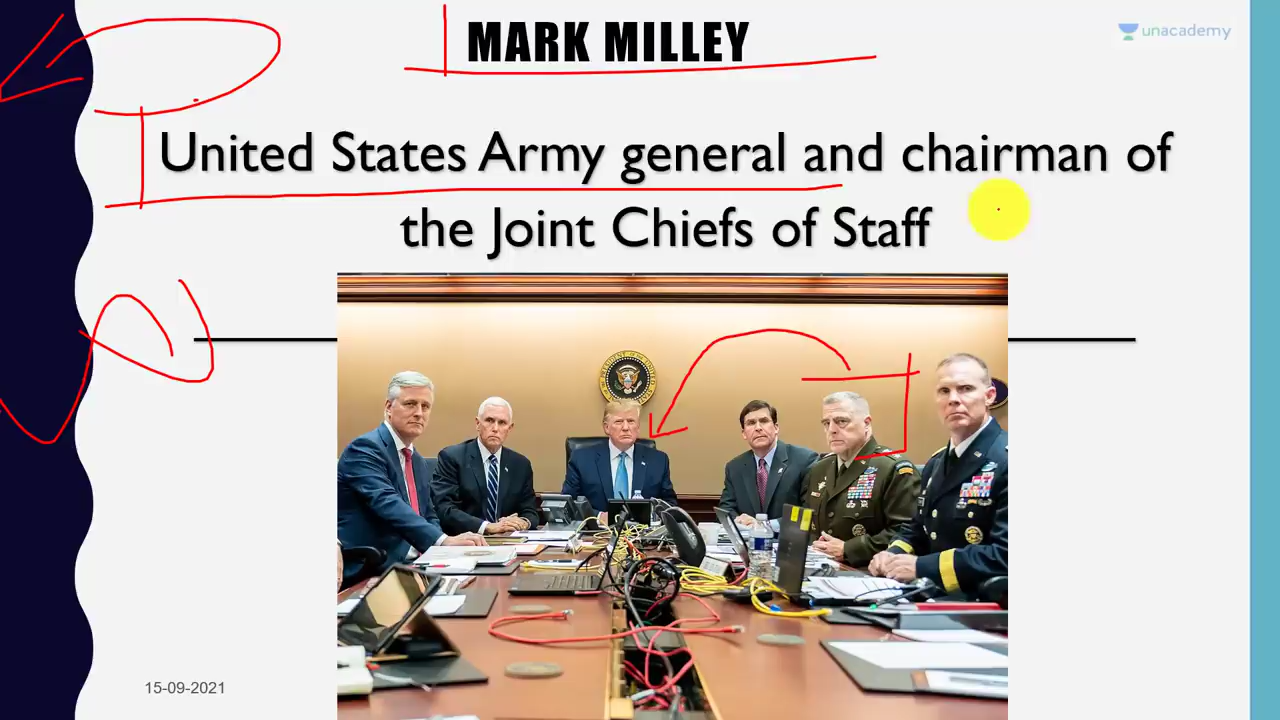 MARK MILLEY
unacademy
United States Army general and chairman of
the Joint Chiefs of Staff
15-09-2021